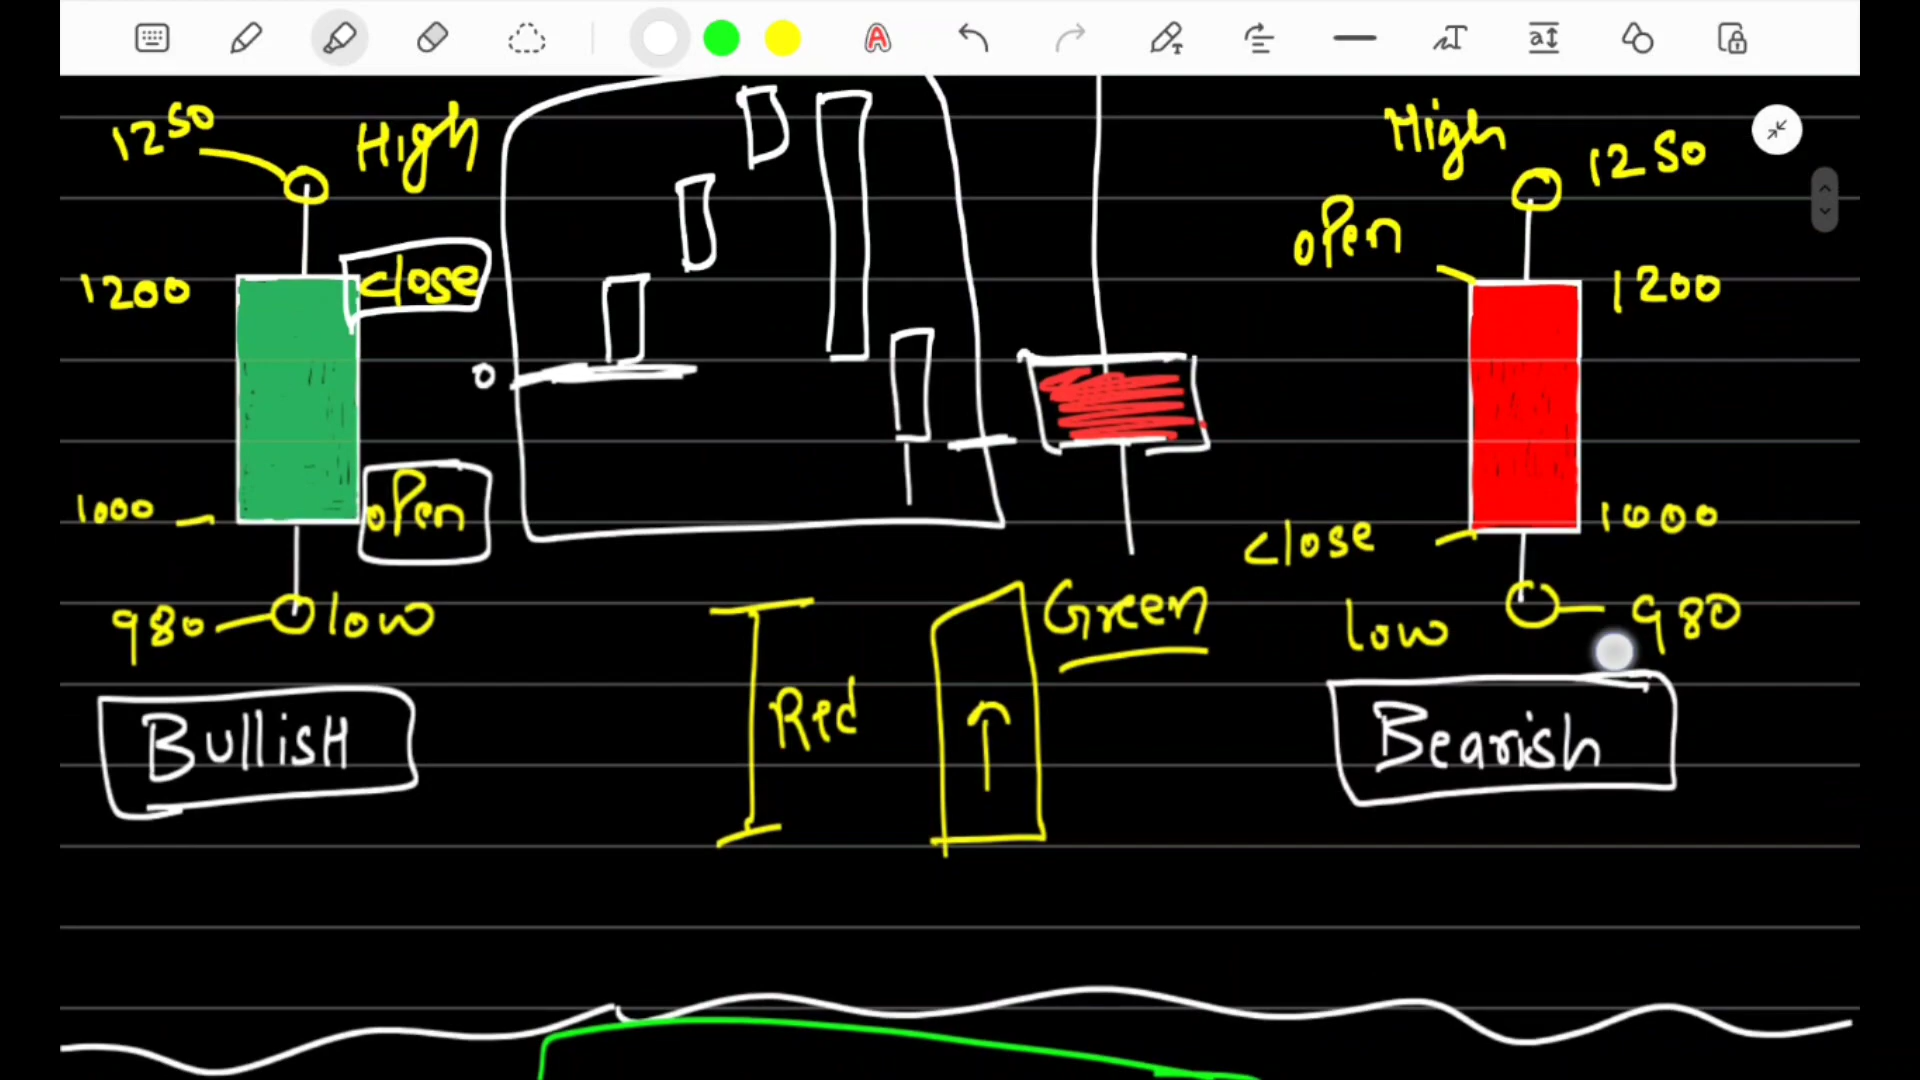 1250 High
High 1250
open
1200 close
1200
1000 open
close 1000
980 low
Green
low 980
Red
Bullish
Bearish